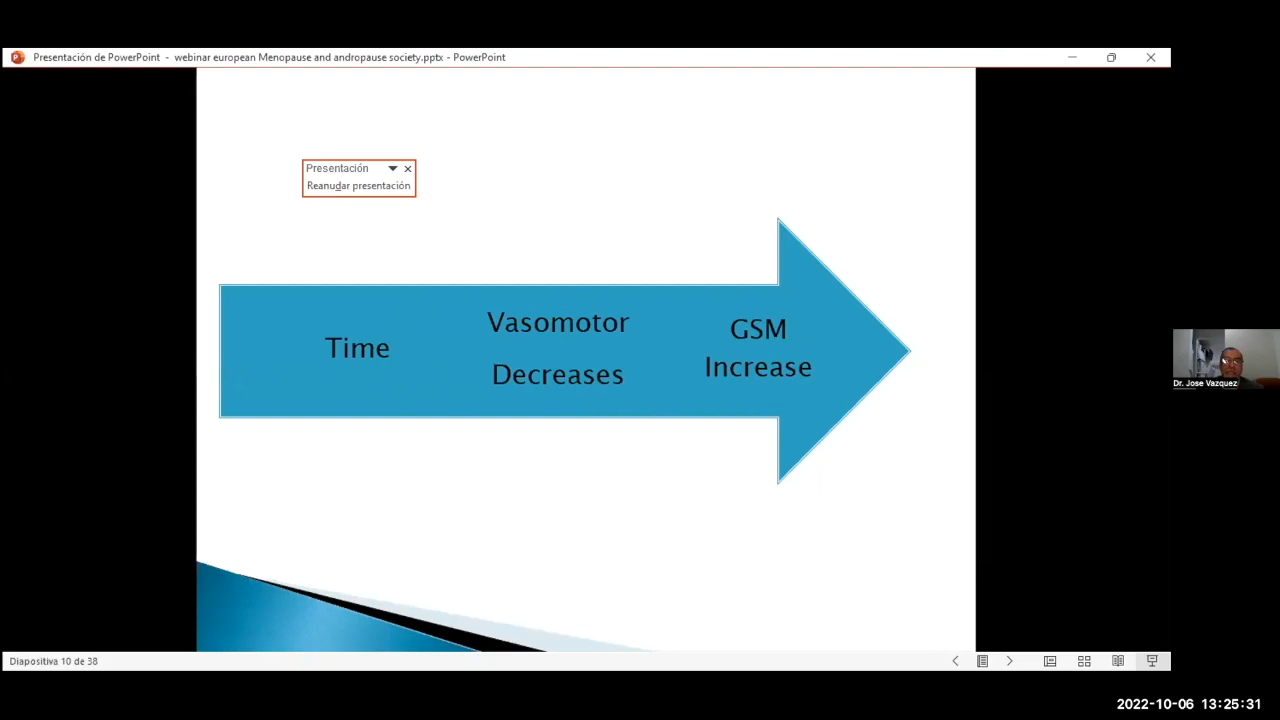 Presentación de PowerPoint - webinar european Menopause and andropause society.pptx - PowerPoint
Presentación
Reanudar presentación
Time
Vasomotor
Decreases
GSM
Increase
Dr. Jose Vazquez
Diapositiva 10 de 38
2022-10-06 13:25:31